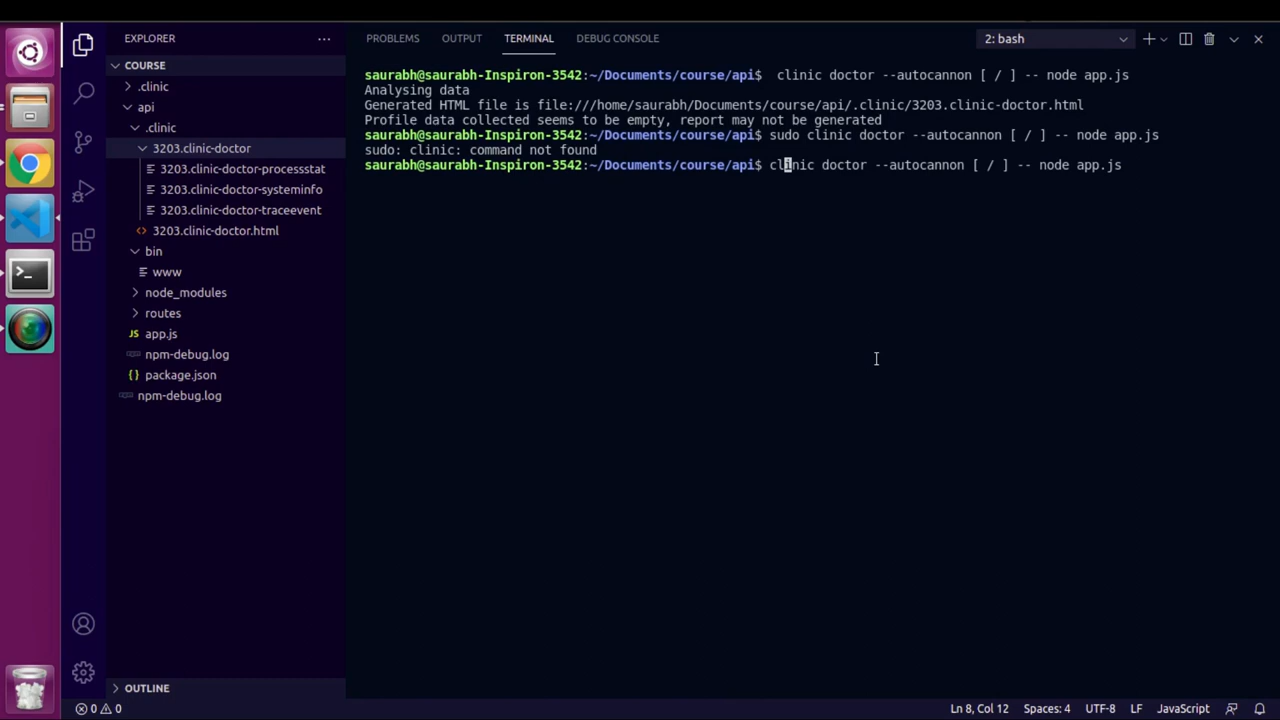 EXPLORER
COURSE
.clinic
api
.clinic
3203.clinic-doctor
3203.clinic-doctor-processstat
3203.clinic-doctor-systeminfo
3203.clinic-doctor-traceevent
3203.clinic-doctor.html
bin
www
node_modules
routes
JS app.js
npm-debug.log
{} package.json
npm-debug.log
OUTLINE
PROBLEMS OUTPUT TERMINAL DEBUG CONSOLE 2: bash
saurabh@saurabh-Inspiron-3542:~/Documents/course/api$  clinic doctor --autocannon [ / ] -- node app.js
Analysing data
Generated HTML file is file:///home/saurabh/Documents/course/api/.clinic/3203.clinic-doctor.html
Profile data collected seems to be empty, report may not be generated
saurabh@saurabh-Inspiron-3542:~/Documents/course/api$ sudo clinic doctor --autocannon [ / ] -- node app.js
sudo: clinic: command not found
saurabh@saurabh-Inspiron-3542:~/Documents/course/api$ clinic doctor --autocannon [ / ] -- node app.js
0 0 Ln 8, Col 12 Spaces: 4 UTF-8 LF JavaScript